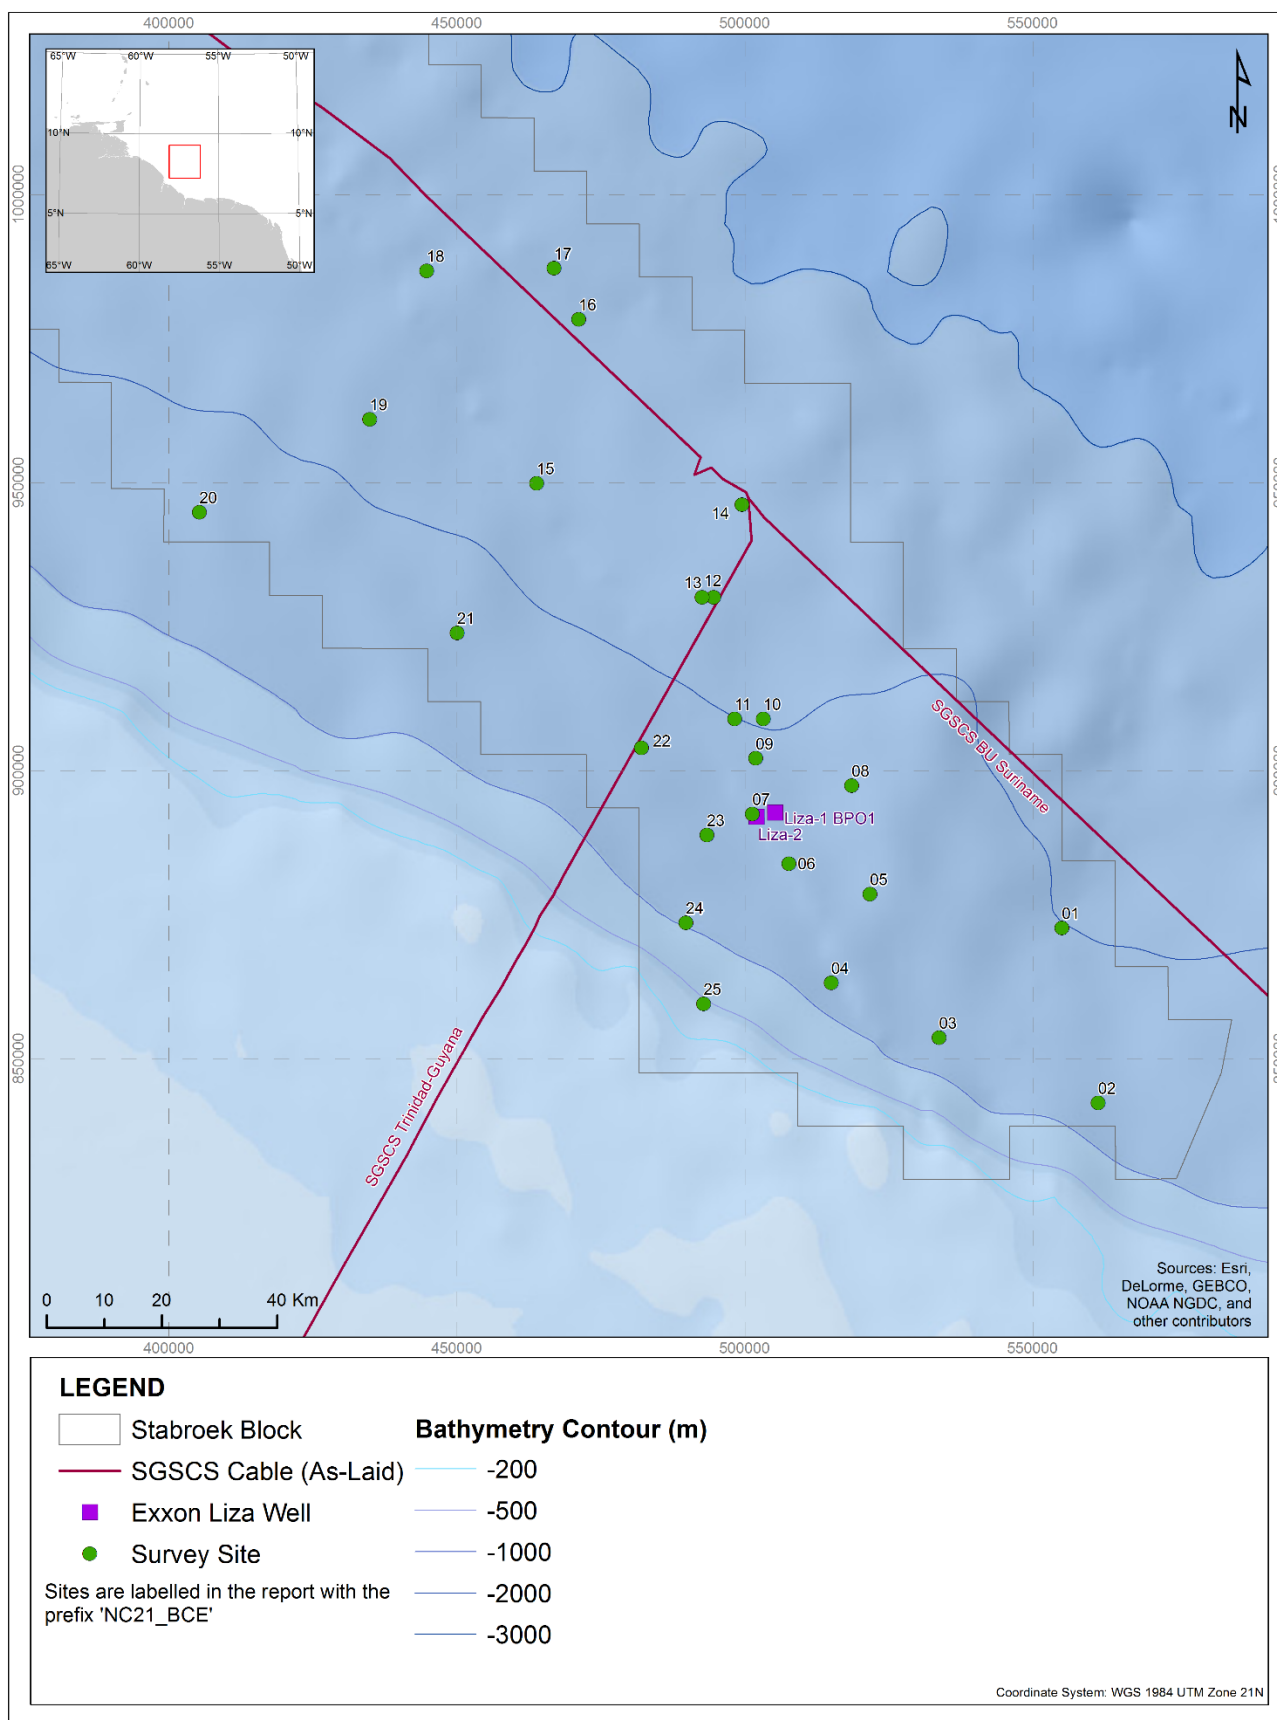 400000
450000
500000
550000
65°W
60°W
55°W
50°W
10°N
10°N
5°N
5°N
65°W
60°W
55°W
50°W
N
1000000
1000000
18
17
16
19
15
950000
950000
20
14
13
12
21
11
10
SGSCS BU Suriname
22
09
900000
900000
08
07
Liza-1 BPO1
Liza-2
23
06
05
24
01
04
25
03
SGSCS Trinidad-Guyana
850000
850000
02
Sources: Esri,
DeLorme, GEBCO,
NOAA NGDC, and
other contributors
0 10 20 40 Km
400000
450000
500000
550000
LEGEND
Stabroek Block
SGSCS Cable (As-Laid)
Exxon Liza Well
Survey Site
Sites are labelled in the report with the
prefix 'NC21_BCE'
Bathymetry Contour (m)
-200
-500
-1000
-2000
-3000
Coordinate System: WGS 1984 UTM Zone 21N